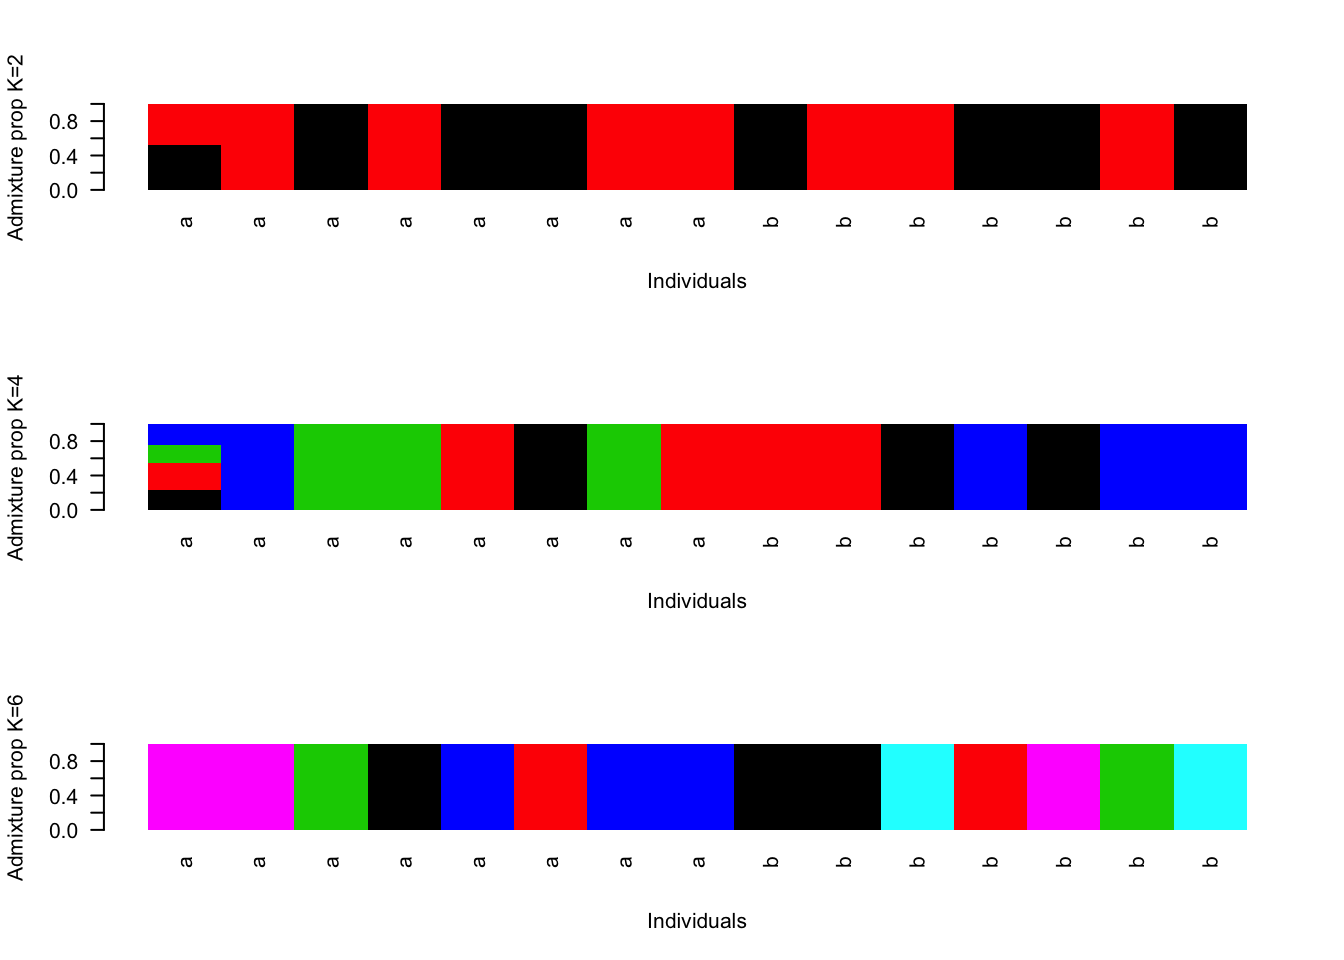 Admixture prop K=2
0.8
0.4
0.0
a a a a a a a a b b b b b b b
Individuals
Admixture prop K=4
0.8
0.4
0.0
a a a a a a a a b b b b b b b
Individuals
Admixture prop K=6
0.8
0.4
0.0
a a a a a a a a b b b b b b b
Individuals